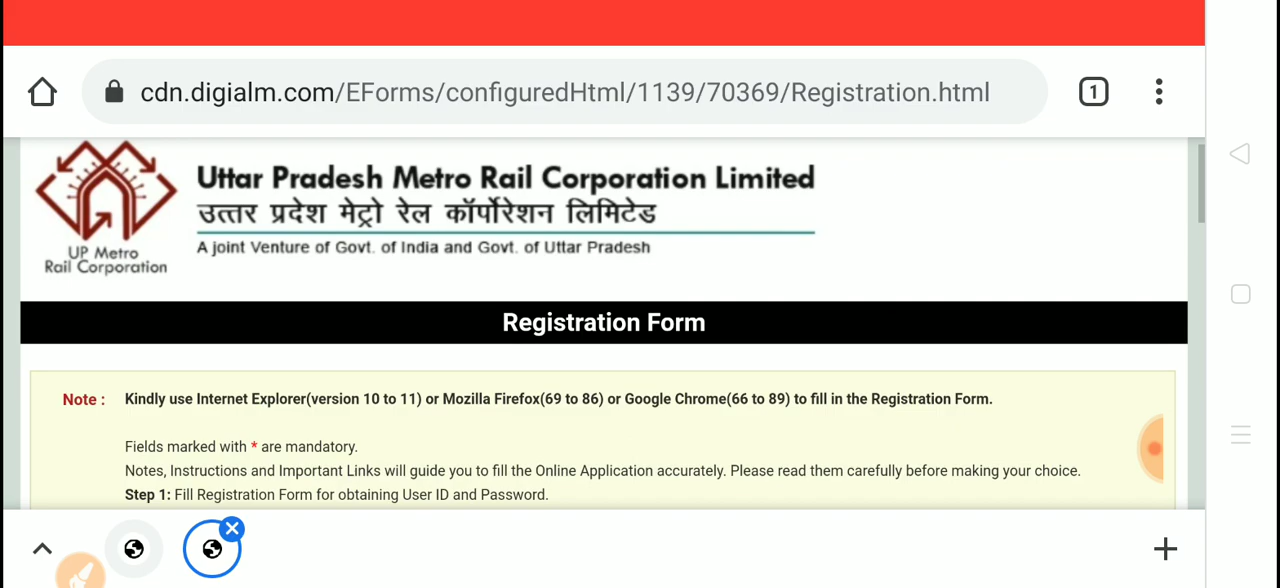 cdn.digialm.com/EForms/configuredHtml/1139/70369/Registration.html
1
Uttar Pradesh Metro Rail Corporation Limited
उत्तर प्रदेश मेट्रो रेल कॉर्पोरेशन लिमिटेड
A joint Venture of Govt. of India and Govt. of Uttar Pradesh
UP Metro
Rail Corporation
Registration Form
Note : Kindly use Internet Explorer(version 10 to 11) or Mozilla Firefox(69 to 86) or Google Chrome(66 to 89) to fill in the Registration Form.
Fields marked with * are mandatory.
Notes, Instructions and Important Links will guide you to fill the Online Application accurately. Please read them carefully before making your choice.
Step 1: Fill Registration Form for obtaining User ID and Password.